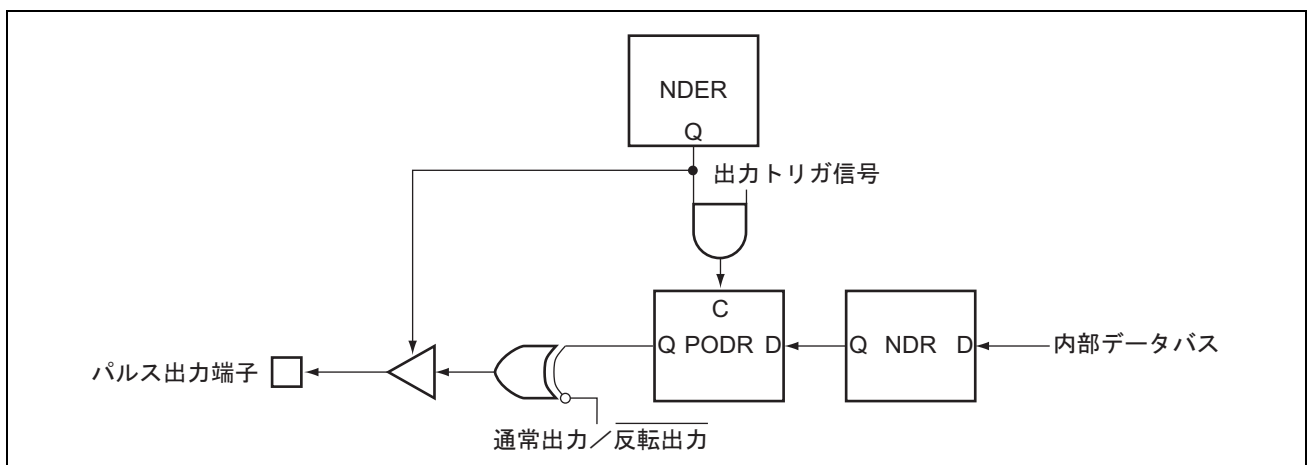 NDER
Q
出力トリガ信号
C
Q PODR D
Q NDR D
内部データバス
パルス出力端子
通常出力／反転出力